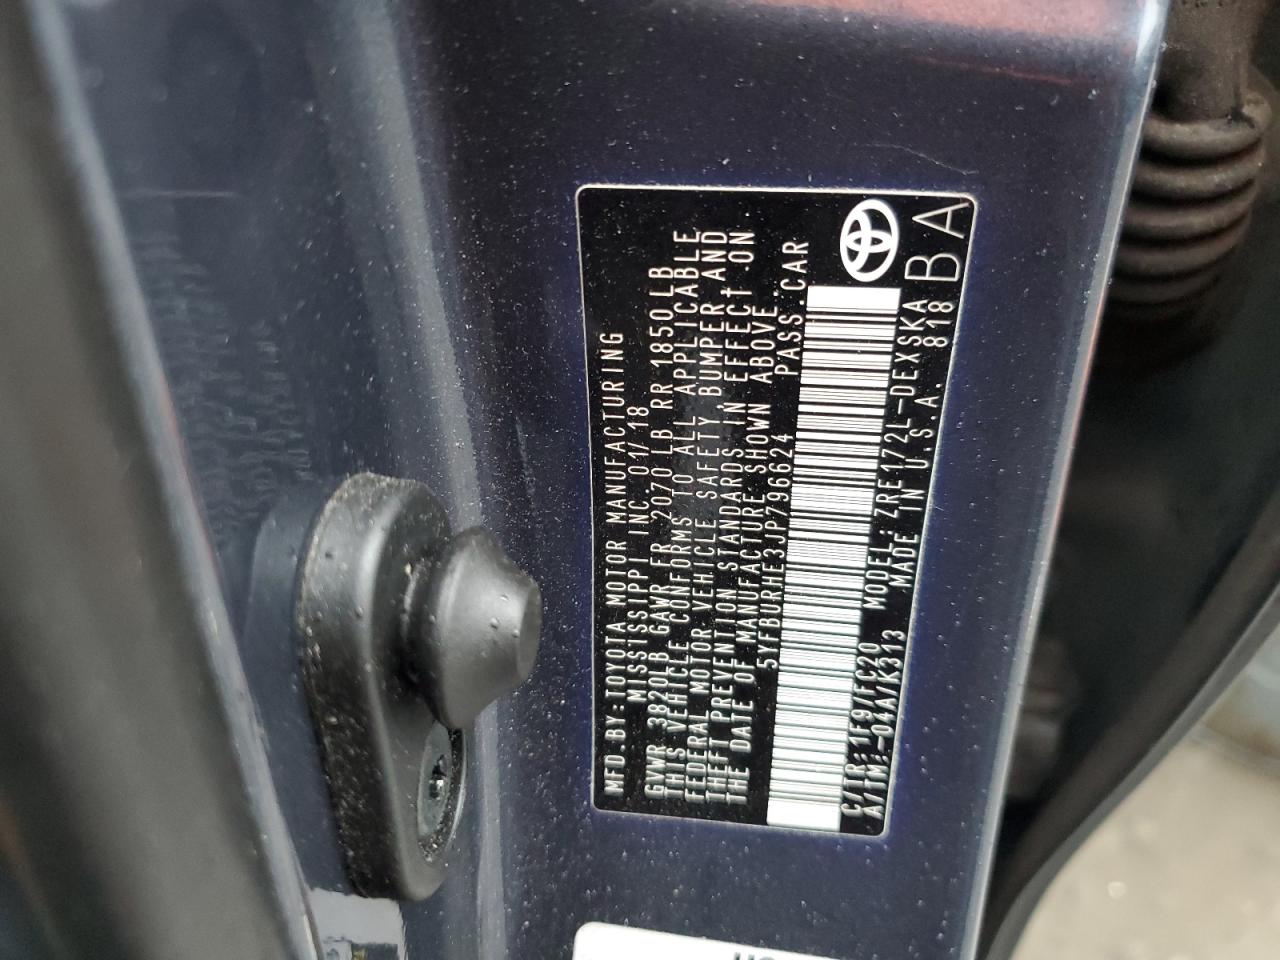 MFD.BY:TOYOTA MOTOR MANUFACTURING
MISSISSIPPI INC.01/18
GVWR 3820LB GAWR FR 2070 LB RR 1850LB
THIS VEHICLE CONFORMS TO ALL APPLICABLE
FEDERAL MOTOR VEHICLE SAFETY, BUMPER AND
THEFT PREVENTION STANDARDS IN EFFECT ON
THE DATE OF MANUFACTURE SHOWN ABOVE.
5YFBURHE3JP796624 PASS.CAR
C/TR: 1F9/FC20 MODEL: ZRE172L-DEXSKA
A/TM:-04A/K313 MADE IN U.S.A. 818
BA